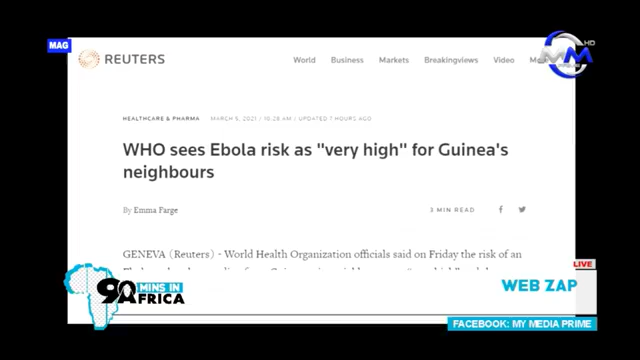 MAG
REUTERS
World Business Markets Breakingviews Video
MM HD
HEALTHCARE & PHARMA MARCH 5, 2021 / 10:28 AM / UPDATED 7 HOURS AGO
WHO sees Ebola risk as "very high" for Guinea's
neighbours
By Emma Farge
3 MIN READ
GENEVA (Reuters) - World Health Organization officials said on Friday the risk of an
LIVE
90 MINS IN
AFRICA
WEB ZAP
FACEBOOK: MY MEDIA PRIME